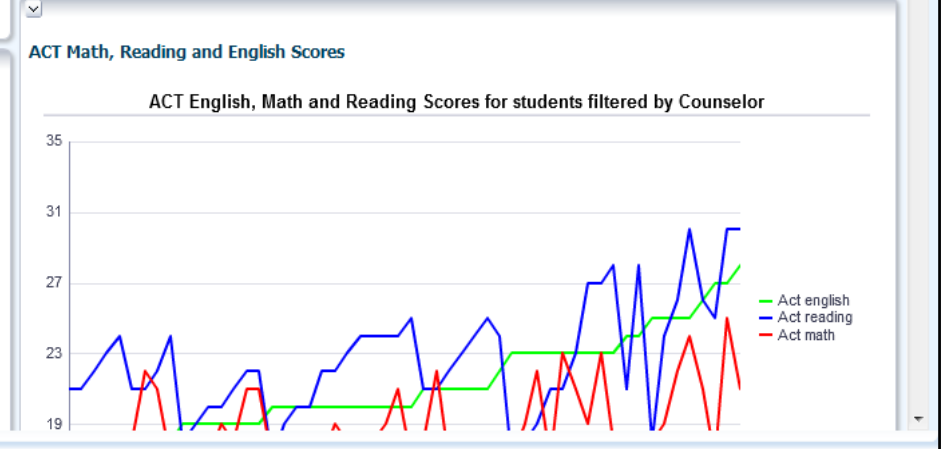 ACT Math, Reading and English Scores
ACT English, Math and Reading Scores for students filtered by Counselor
35
31
27
23
19
Act english
Act reading
Act math